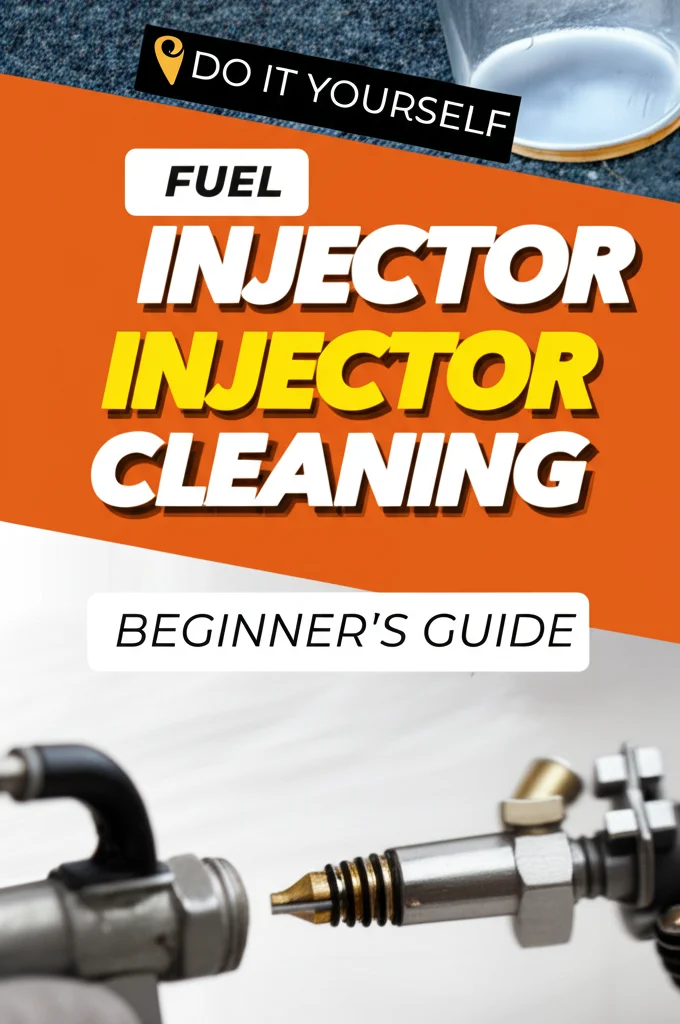 DO IT YOURSELF
FUEL
INJECTOR
INJECTOR
CLEANING
BEGINNER'S GUIDE